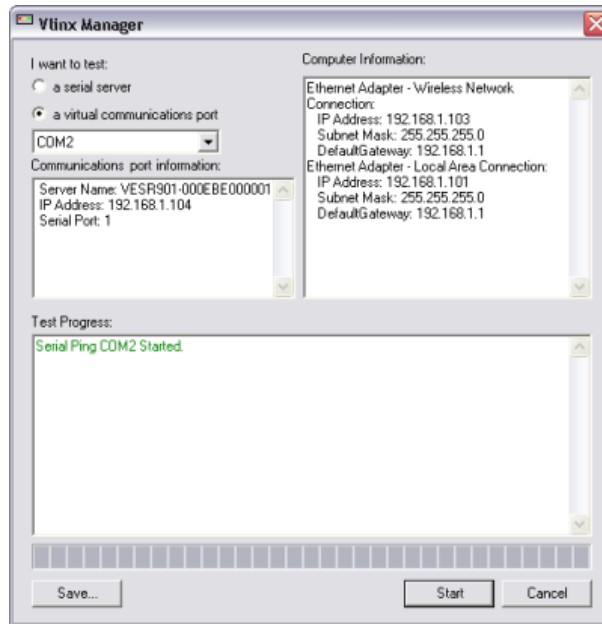 Vlinx Manager
I want to test:
a serial server
a virtual communications port
COM2
Communications port information:
Server Name: VESR901-000EBE000001
IP Address: 192.168.1.104
Serial Port: 1
Computer Information:
Ethernet Adapter - Wireless Network
Connection:
IP Address: 192.168.1.103
Subnet Mask: 255.255.255.0
DefaultGateway: 192.168.1.1
Ethernet Adapter - Local Area Connection:
IP Address: 192.168.1.101
Subnet Mask: 255.255.255.0
DefaultGateway: 192.168.1.1
Test Progress:
Serial Ping COM2 Started.
Save...
Start
Cancel